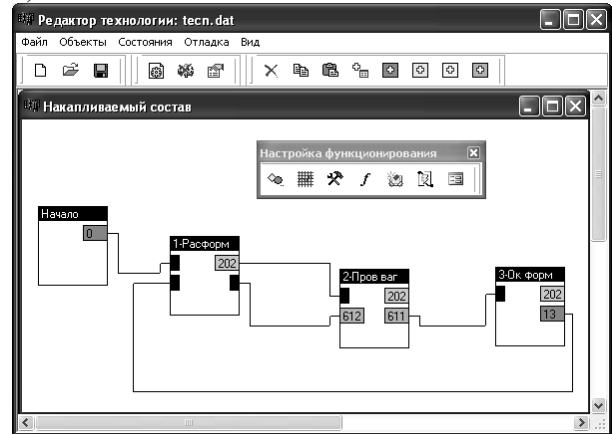 Редактор технологии: тесп.dat
Файл Объекты Состояния Отладка Вид
Накапливаемый состав
Настройка функционирования
Начало
0
1-Расформ
202
2-Пров ваг
202
612 611
3-Ок форм
202
13